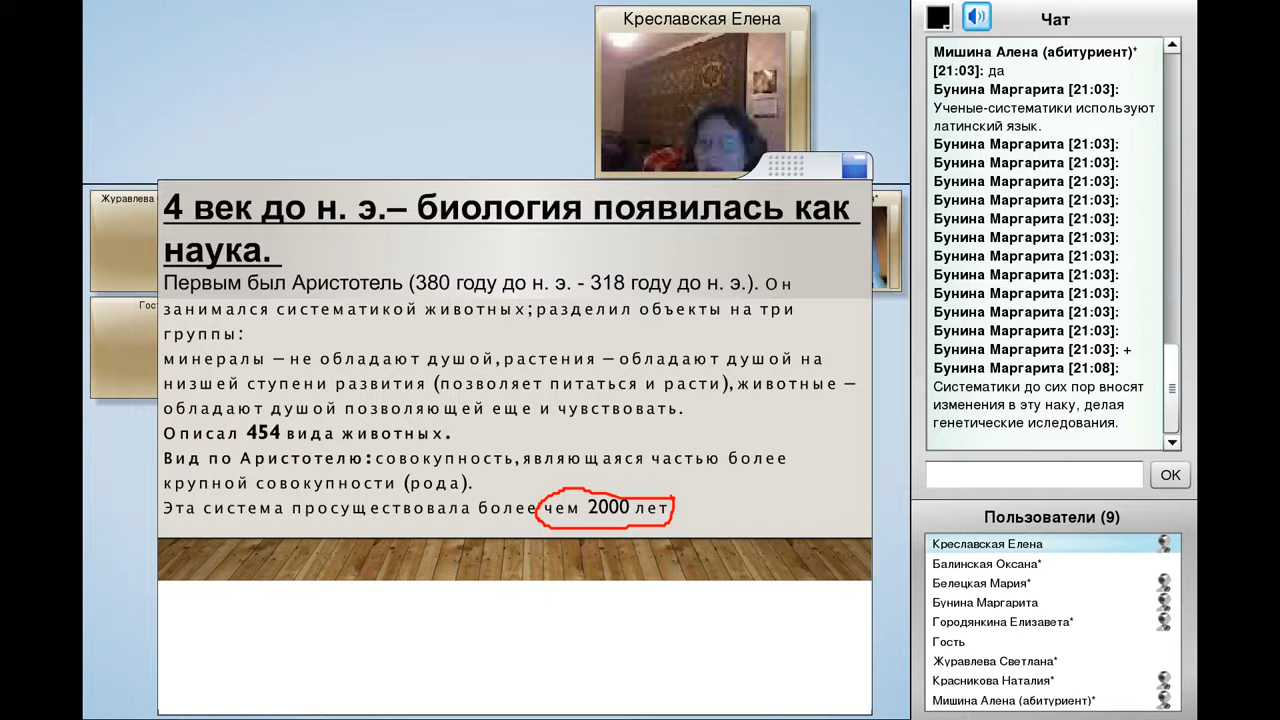 Креславская Елена
Журавлева
Гос
4 век до н. э.– биология появилась как
наука.
Первым был Аристотель (380 году до н. э. - 318 году до н. э.). Он
занимался систематикой животных;разделил объекты на три
группы:
минералы – не обладают душой,растения – обладают душой на
низшей ступени развития (позволяет питаться и расти),животные –
обладают душой позволяющей еще и чувствовать.
Описал 454 вида животных.
Вид по Аристотелю:совокупность,являющаяся частью более
крупной совокупности (рода).
Эта система просуществовала более чем 2000 лет
Чат
Мишина Алена (абитуриент)*
[21:03]: да
Бунина Маргарита [21:03]:
Ученые-систематики используют
латинский язык.
Бунина Маргарита [21:03]:
Бунина Маргарита [21:03]:
Бунина Маргарита [21:03]:
Бунина Маргарита [21:03]:
Бунина Маргарита [21:03]:
Бунина Маргарита [21:03]:
Бунина Маргарита [21:03]:
Бунина Маргарита [21:03]:
Бунина Маргарита [21:03]:
Бунина Маргарита [21:03]:
Бунина Маргарита [21:03]:
Бунина Маргарита [21:03]: +
Бунина Маргарита [21:08]:
Систематики до сих пор вносят
изменения в эту наку, делая
генетические иследования.
OK
Пользователи (9)
Креславская Елена
Балинская Оксана*
Белецкая Мария*
Бунина Маргарита
Городянкина Елизавета*
Гость
Журавлева Светлана*
Красникова Наталия*
Мишина Алена (абитуриент)*